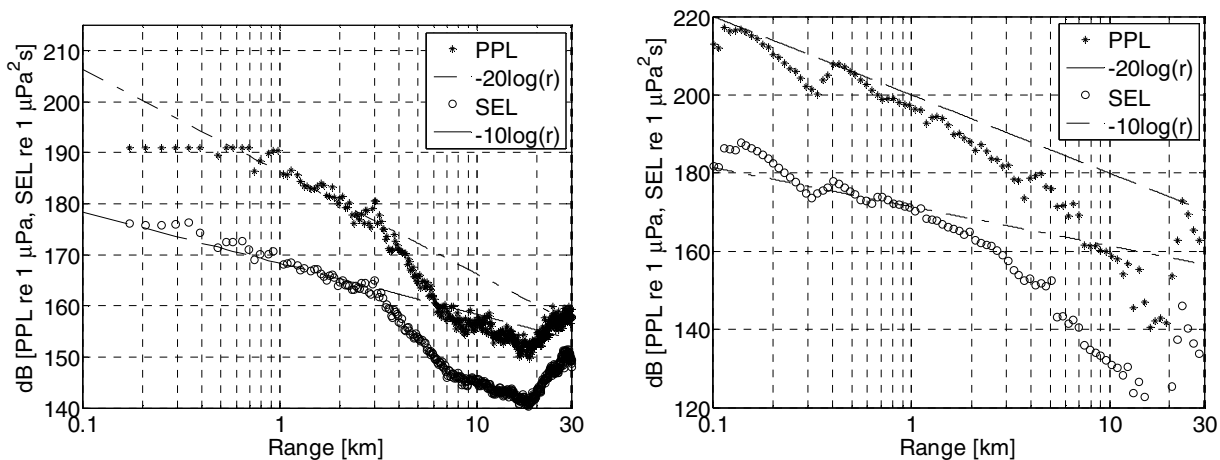 dB [PPL re 1 µPa, SEL re 1 µPa²s]
210
200
190
180
170
160
150
140
0.1
1
10
30
Range [km]
PPL
-20log(r)
SEL
-10log(r)
dB [PPL re 1 µPa, SEL re 1 µPa²s]
220
200
180
160
140
120
0.1
1
10
30
Range [km]
PPL
-20log(r)
SEL
-10log(r)